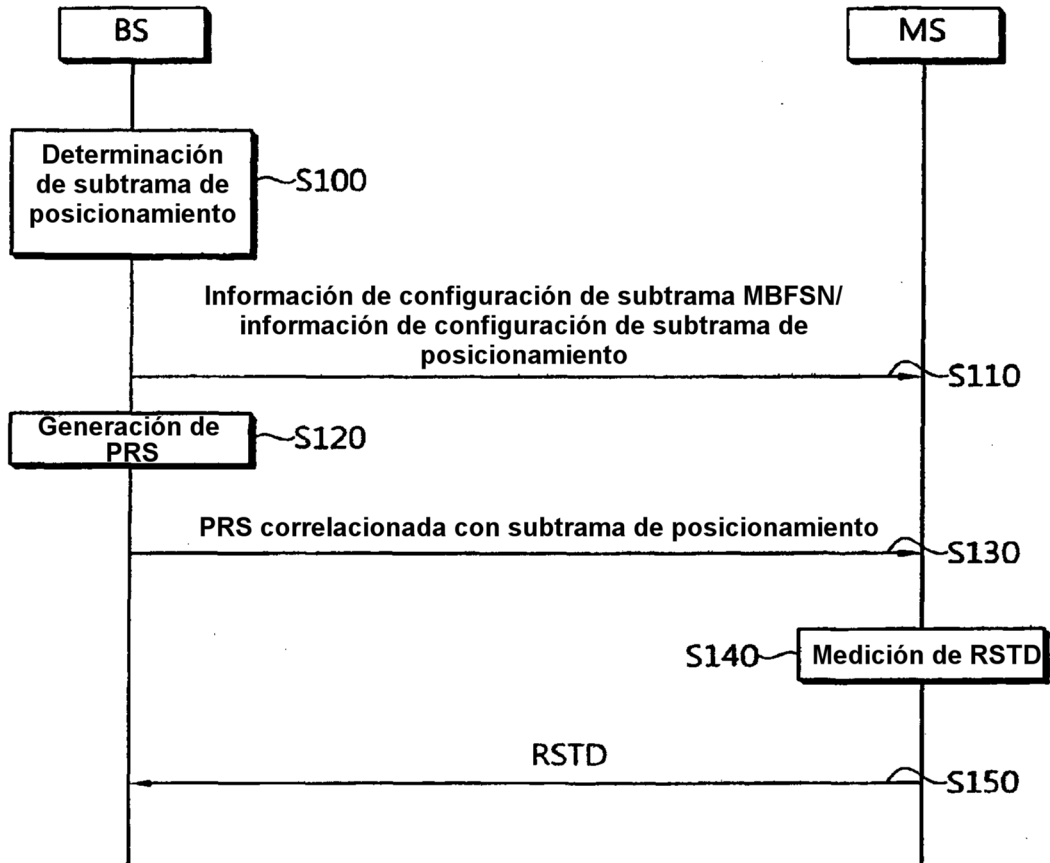 BS
MS
Determinación
de subtrama de
posicionamiento
S100
Información de configuración de subtrama MBFSN/
información de configuración de subtrama de
posicionamiento
S110
Generación de
PRS
S120
PRS correlacionada con subtrama de posicionamiento
S130
S140
Medición de RSTD
RSTD
S150